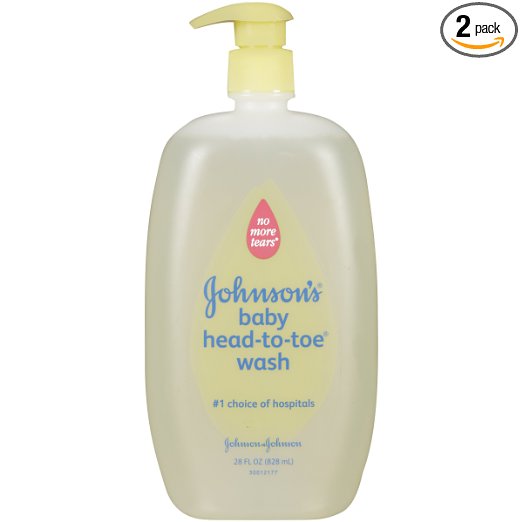 2
pack
no
more
tears®
Johnson's®
baby
head-to-toe®
wash
#1 choice of hospitals
Johnson & Johnson
28 FL OZ (828 mL)
30012177